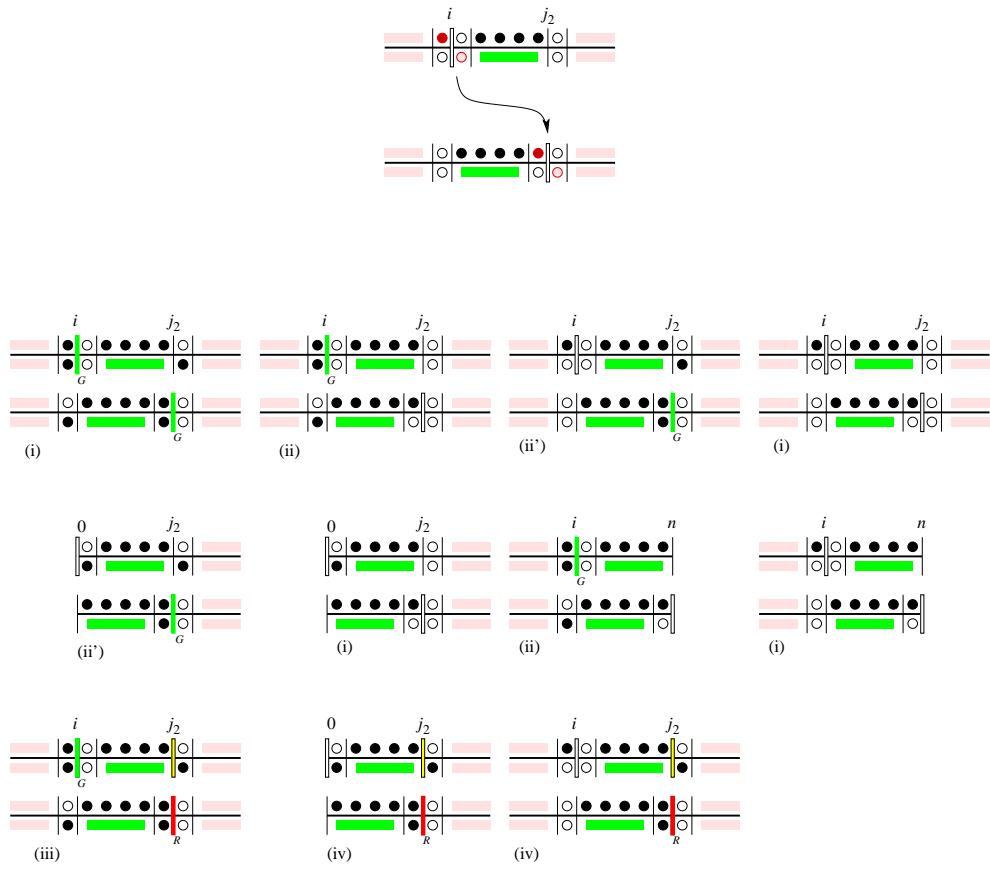 i j2
i j2 i j2 i j2 i j2
G G
G G
(i) (ii) (ii') (i)
0 j2 0 j2 i n i n
G
G
(ii') (i) (ii) (i)
i j2 0 j2 i j2
G
R R R
(iii) (iv) (iv)